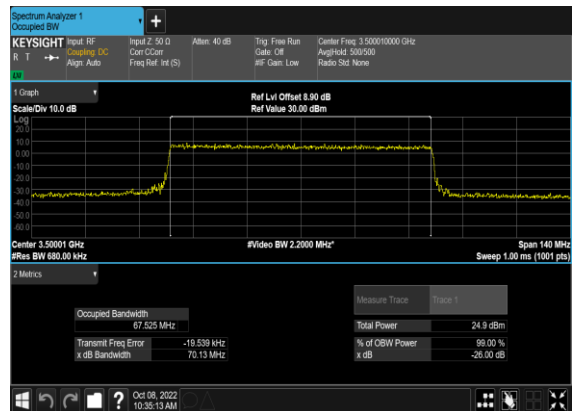 Spectrum Analyzer 1
Occupied BW
+
KEYSIGHT
R T
Input: RF
Coupling: DC
Align: Auto
Input Z: 50 Ω
Corr CCorr
Freq Ref: Int (S)
Atten: 40 dB
Trig: Free Run
Gate: Off
#IF Gain: Low
Center Freq: 3.500010000 GHz
Avg|Hold: 500/500
Radio Std: None
1 Graph
Scale/Div 10.0 dB
Ref Lvl Offset 8.90 dB
Ref Value 30.00 dBm
Log
20.0
10.0
0.00
-10.0
-20.0
-30.0
-40.0
-50.0
-60.0
Center 3.50001 GHz
#Video BW 2.2000 MHz*
Span 140 MHz
#Res BW 680.00 kHz
Sweep 1.00 ms (1001 pts)
2 Metrics
Measure Trace Trace 1
Occupied Bandwidth
67.525 MHz
Total Power 24.9 dBm
Transmit Freq Error -19.539 kHz
% of OBW Power 99.00 %
x dB Bandwidth 70.13 MHz
x dB -26.00 dB
?
Oct 08, 2022
10:35:13 AM